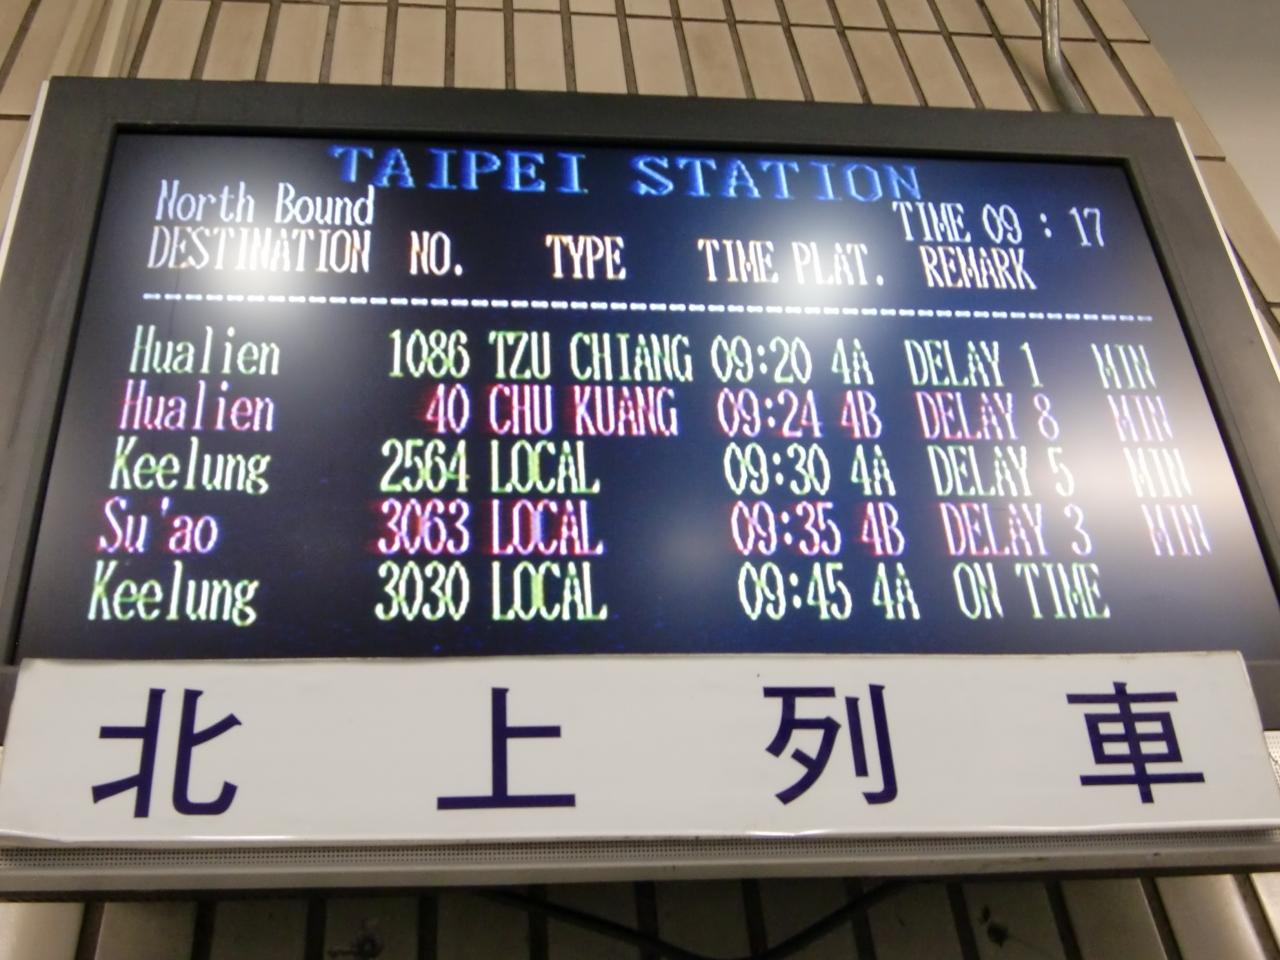 TAIPEI STATION
North Bound TIME 09 : 17
DESTINATION NO. TYPE TIME PLAT. REMARK
Hualien 1086 TZU CHIANG 09:20 4A DELAY 1 MIN
Hualien 40 CHU KUANG 09:24 4B DELAY 8 MIN
Keelung 2564 LOCAL 09:30 4A DELAY 5 MIN
Su'ao 3063 LOCAL 09:35 4B DELAY 3 MIN
Keelung 3030 LOCAL 09:45 4A ON TIME
北上列車